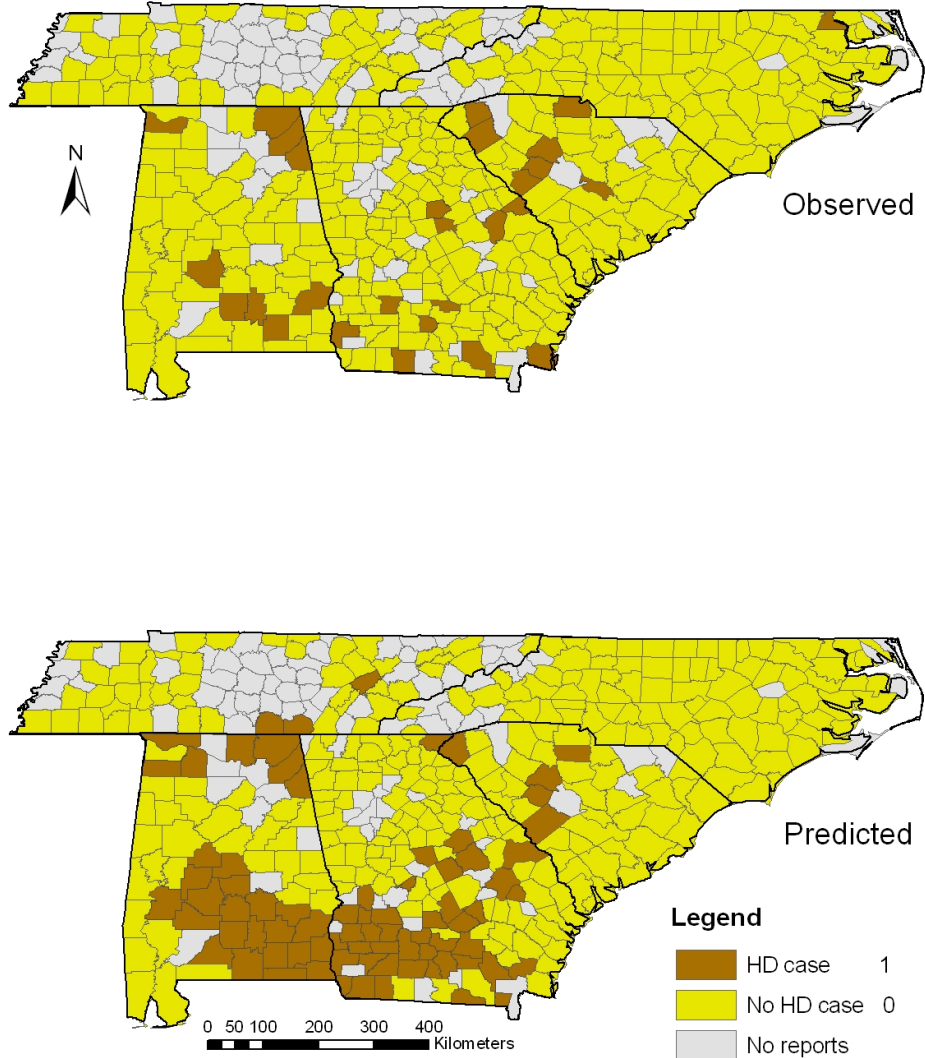 N
Observed
Predicted
Legend
HD case 1
No HD case 0
No reports
0 50 100 200 300 400
Kilometers